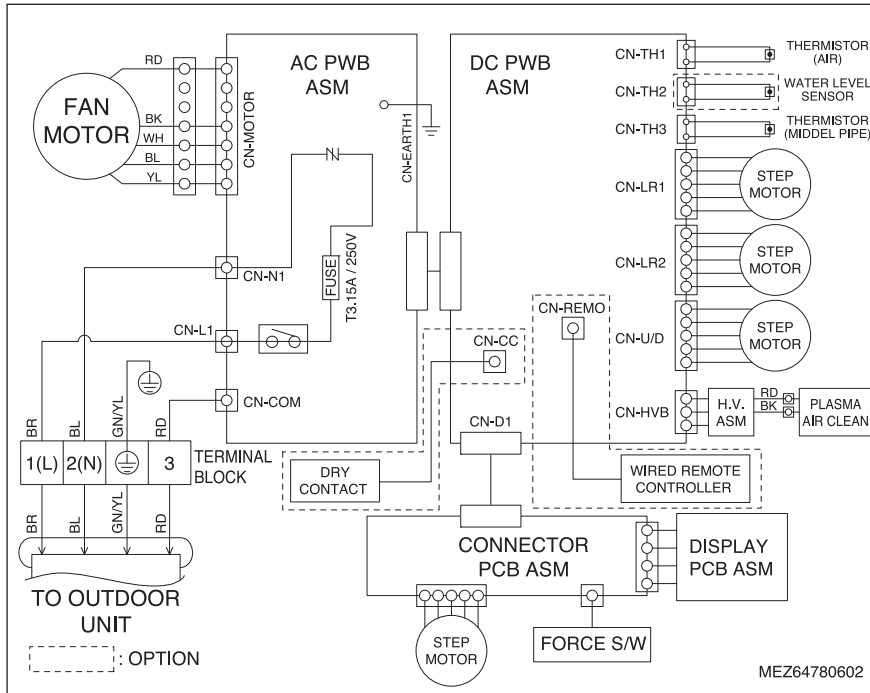 RD
BK
WH
BL
YL
FAN
MOTOR
CN-MOTOR
AC PWB
ASM
CN-EARTH1
DC PWB
ASM
CN-TH1
THERMISTOR
(AIR)
CN-TH2
WATER LEVEL
SENSOR
CN-TH3
THERMISTOR
(MIDDEL PIPE)
CN-LR1
STEP
MOTOR
CN-LR2
STEP
MOTOR
CN-U/D
STEP
MOTOR
CN-N1
FUSE
T3.15A / 250V
CN-L1
CN-REMO
CN-CC
CN-COM
CN-HVB
H.V.
ASM
RD
BK
PLASMA
AIR CLEAN
CN-D1
BR
BL
GN/YL
RD
1(L)
2(N)
3
TERMINAL
BLOCK
DRY
CONTACT
WIRED REMOTE
CONTROLLER
BR
BL
GN/YL
RD
CONNECTOR
PCB ASM
DISPLAY
PCB ASM
TO OUTDOOR
UNIT
STEP
MOTOR
FORCE S/W
: OPTION
MEZ64780602